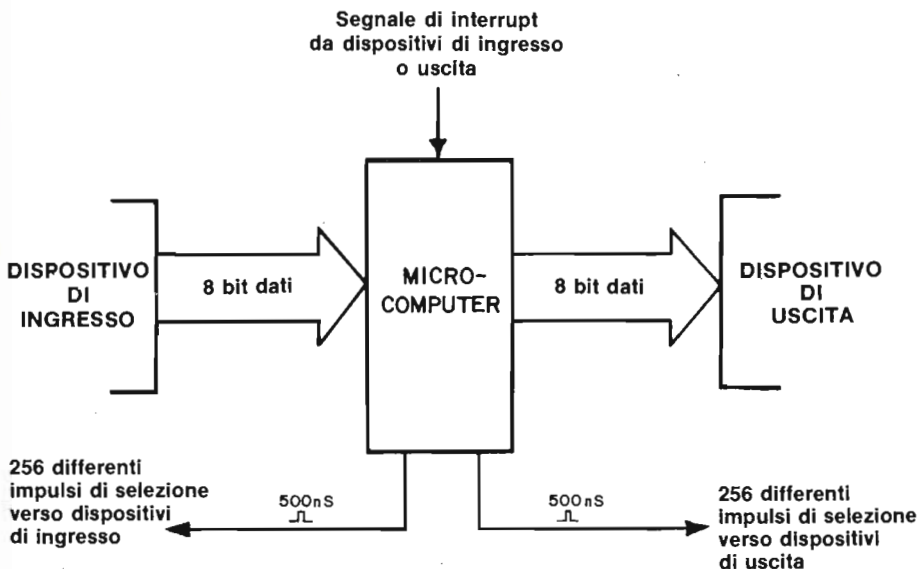 Segnale di interrupt
da dispositivi di ingresso
o uscita
DISPOSITIVO
DI
INGRESSO
8 bit dati
MICRO-
COMPUTER
8 bit dati
DISPOSITIVO
DI
USCITA
256 differenti
impulsi di selezione
verso dispositivi
di ingresso
500nS
500nS
256 differenti
impulsi di selezione
verso dispositivi
di uscita